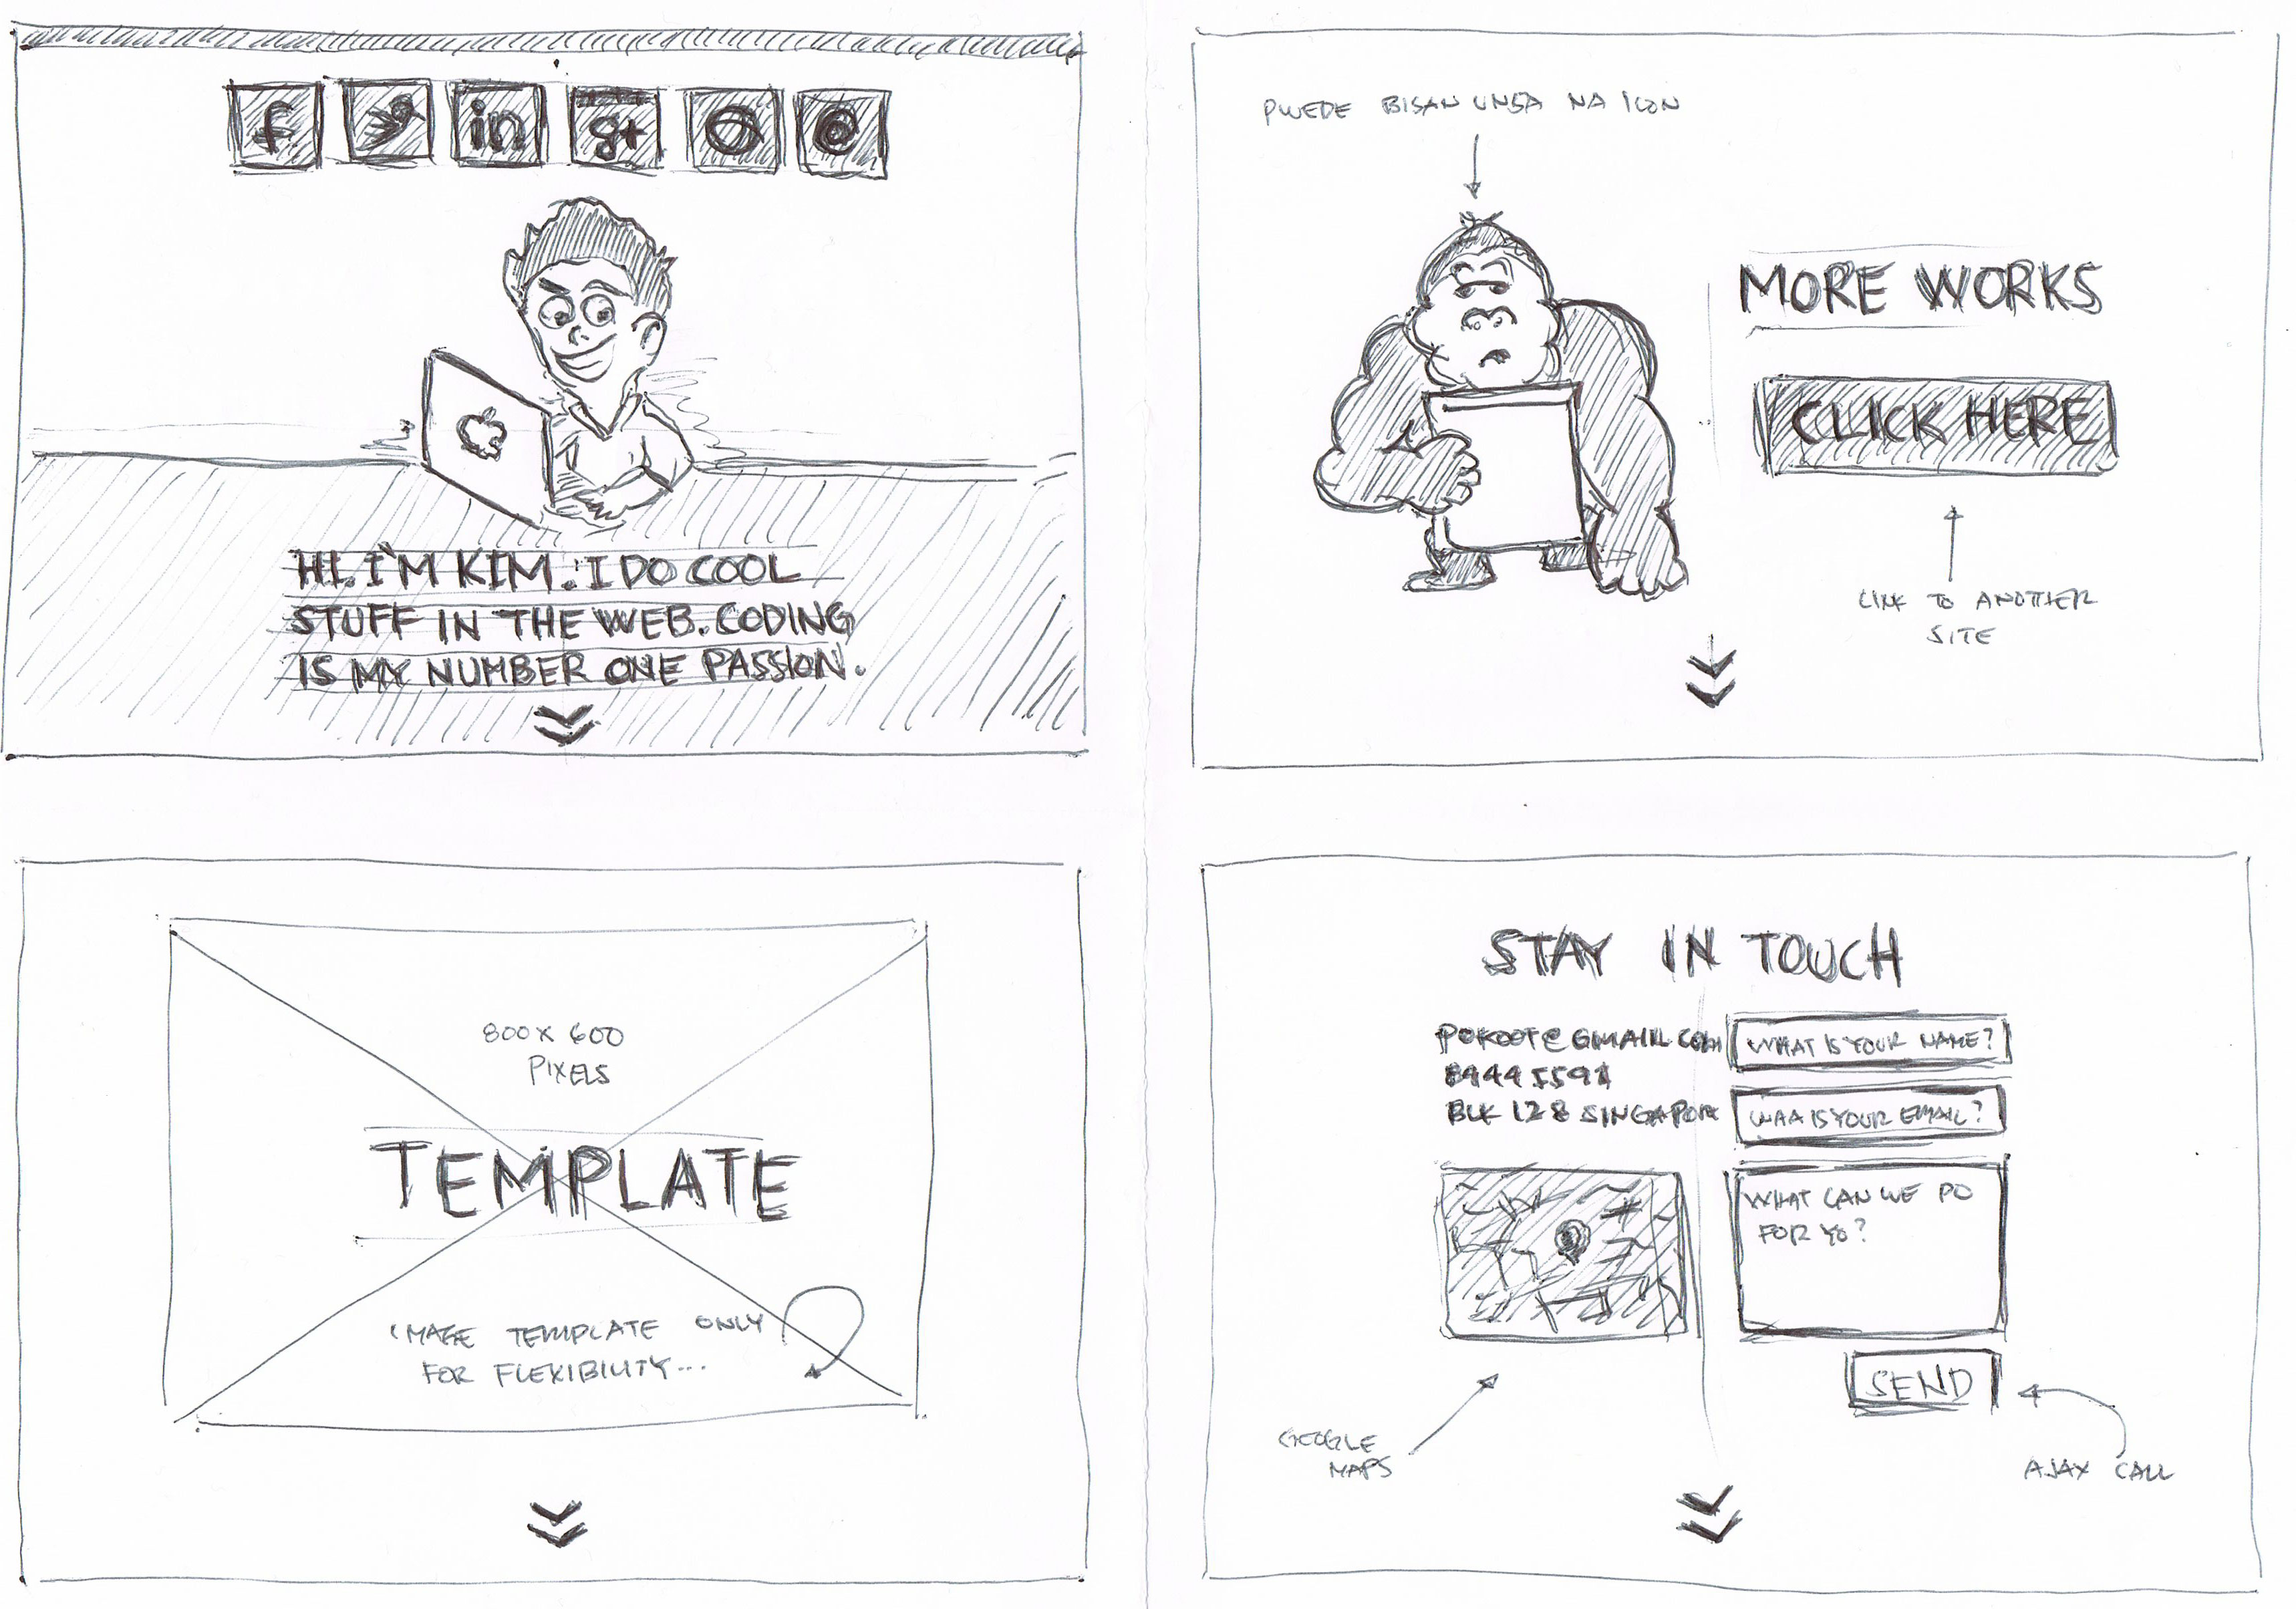 f
in
g+
@
HI. I'M KIM. I DO COOL
STUFF IN THE WEB. CODING
IS MY NUMBER ONE PASSION.
PWEDE BISAN UNSA NA ICON
MORE WORKS
CLICK HERE
LINK TO ANOTHER
SITE
800 X 600
PIXELS
TEMPLATE
IMAGE TEMPLATE ONLY
FOR FLEXIBILITY...
STAY IN TOUCH
POKOOT@GMAIL.COM
BLK 128 SINGAPORE
WHAT IS YOUR NAME?
WHA IS YOUR EMAIL?
WHAT CAN WE DO
FOR YO?
SEND
GOOGLE
MAPS
AJAX CALL